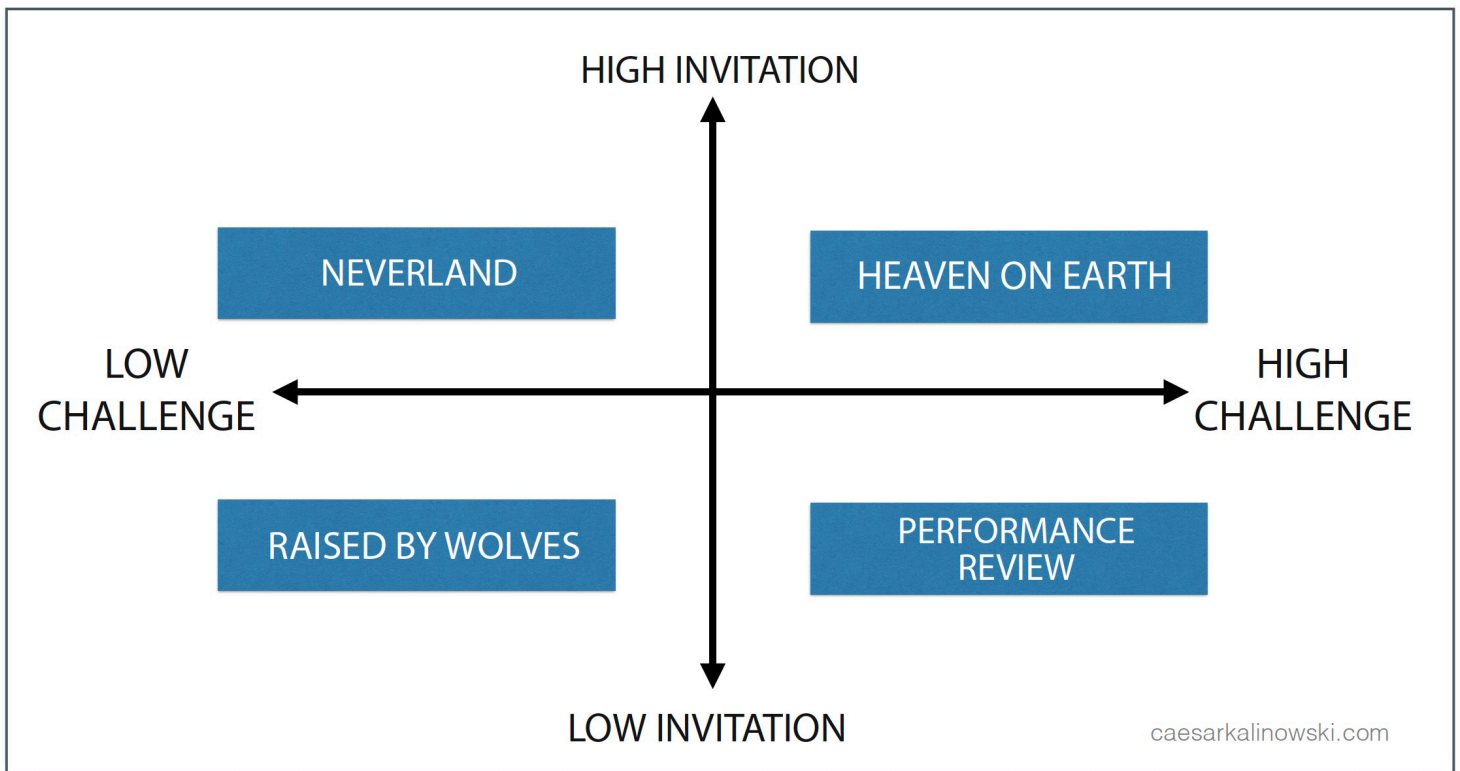 HIGH INVITATION
NEVERLAND
HEAVEN ON EARTH
LOW
CHALLENGE
HIGH
CHALLENGE
RAISED BY WOLVES
PERFORMANCE
REVIEW
LOW INVITATION
caesarkalinowski.com